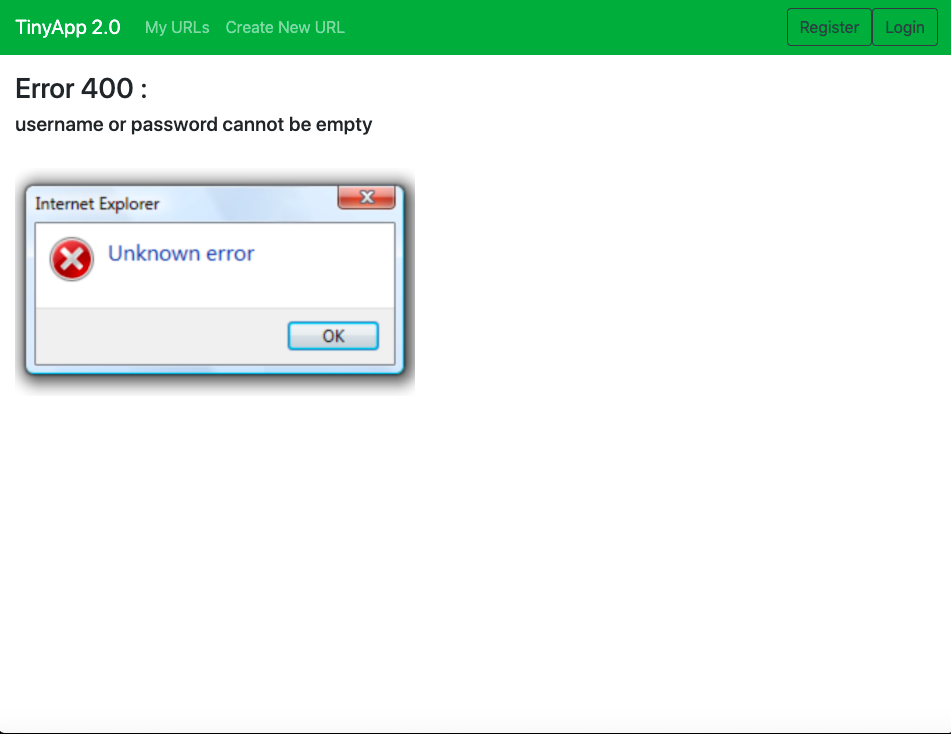 TinyApp 2.0 My URLs Create New URL Register Login
Error 400 :
username or password cannot be empty
Internet Explorer
Unknown error
OK